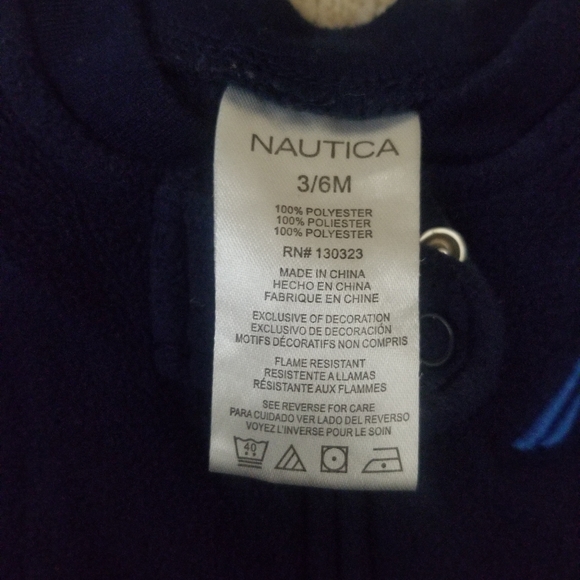 NAUTICA
3/6M
100% POLYESTER
100% POLIESTER
100% POLYESTER
RN# 130323
MADE IN CHINA
HECHO EN CHINA
FABRIQUE EN CHINE
EXCLUSIVE OF DECORATION
EXCLUSIVO DE DECORACIÓN
MOTIFS DÉCORATIFS NON COMPRIS
FLAME RESISTANT
RESISTENTE A LLAMAS
RÉSISTANTE AUX FLAMMES
SEE REVERSE FOR CARE
PARA CUIDADO VER LADO DEL REVERSO
VOYEZ L'INVERSE POUR LE SOIN
40